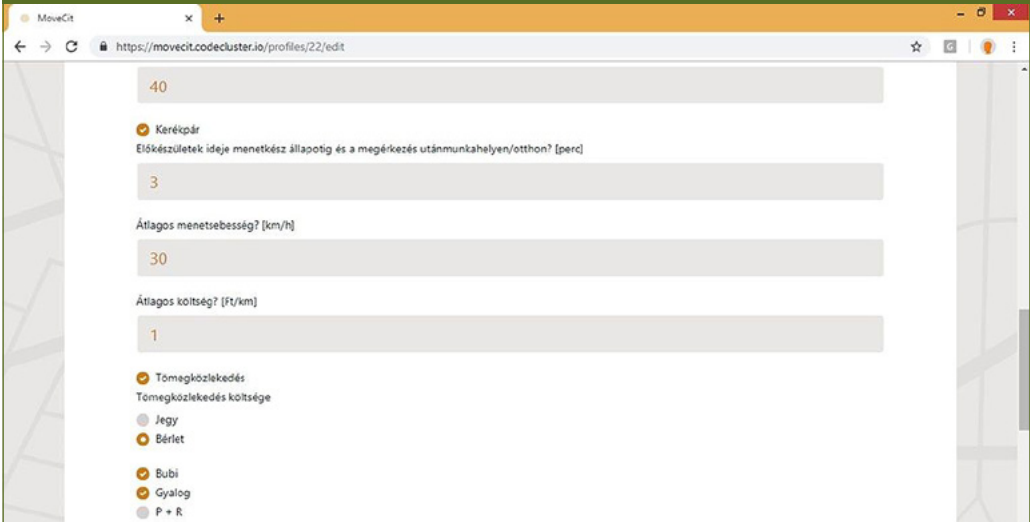 MoveCit
https://movecit.codecluster.io/profiles/22/edit
40
Kerékpár
Előkészületek ideje menetkész állapotig és a megérkezés utánmunkahelyen/otthon? [perc]
3
Átlagos menetsebesség? [km/h]
30
Átlagos költség? [Ft/km]
1
Tömegközlekedés
Tömegközlekedés költsége
Jegy
Bérlet
Bubi
Gyalog
P + R